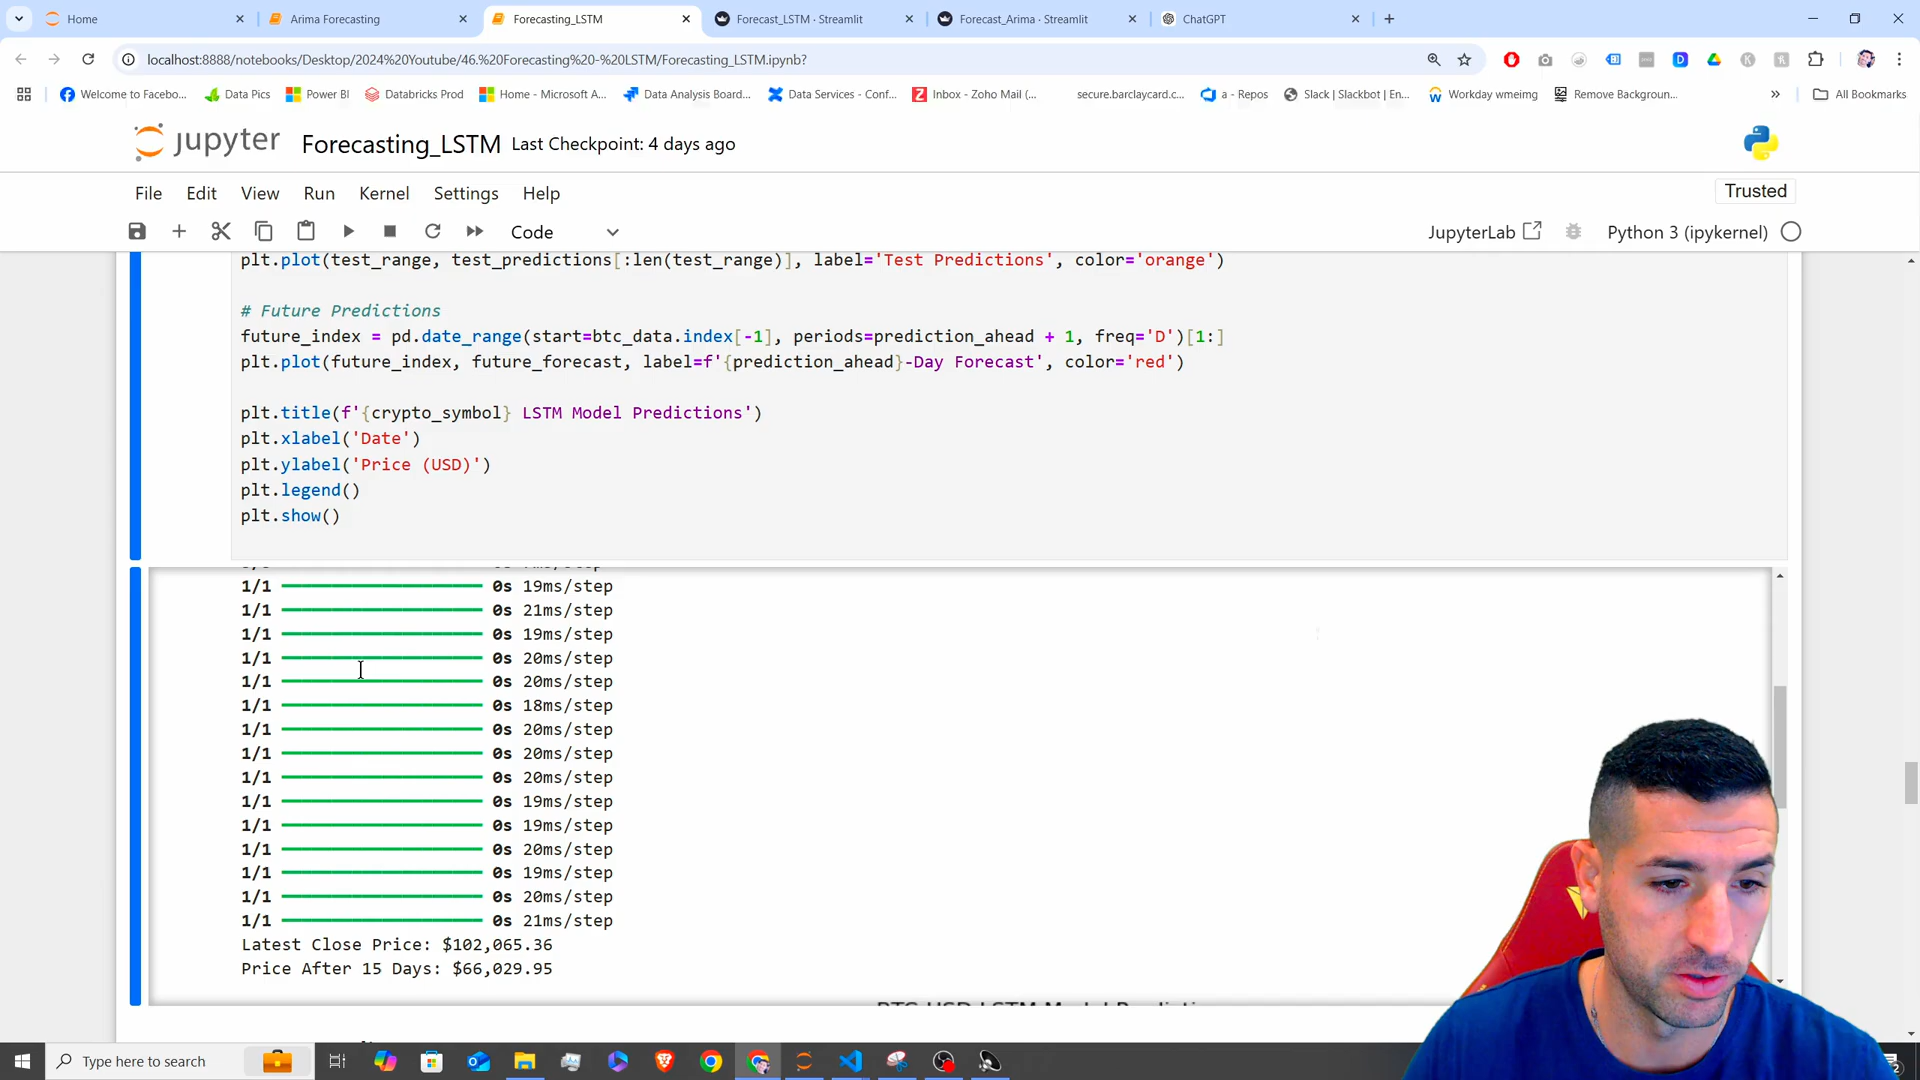 Home
Arima Forecasting
Forecasting_LSTM
Forecast_LSTM · Streamlit
Forecast_Arima · Streamlit
ChatGPT
localhost:8888/notebooks/Desktop/2024%20Youtube/46.%20Forecasting%20-%20LSTM/Forecasting_LSTM.ipynb?
Welcome to Facebo...
Data Pics
Power BI
Databricks Prod
Home - Microsoft A...
Data Analysis Board...
Data Services - Conf...
Inbox - Zoho Mail (...
secure.barclaycard.c...
a - Repos
Slack | Slackbot | En...
Workday wmeimg
Remove Backgroun...
All Bookmarks
jupyter
Forecasting_LSTM Last Checkpoint: 4 days ago
File Edit View Run Kernel Settings Help
Trusted
Code
JupyterLab
Python 3 (ipykernel)
plt.plot(test_range, test_predictions[:len(test_range)], label='Test Predictions', color='orange')
# Future Predictions
future_index = pd.date_range(start=btc_data.index[-1], periods=prediction_ahead + 1, freq='D')[1:]
plt.plot(future_index, future_forecast, label=f'{prediction_ahead}-Day Forecast', color='red')
plt.title(f'{crypto_symbol} LSTM Model Predictions')
plt.xlabel('Date')
plt.ylabel('Price (USD)')
plt.legend()
plt.show()
1/1 0s 19ms/step
1/1 0s 21ms/step
1/1 0s 19ms/step
1/1 0s 20ms/step
1/1 0s 20ms/step
1/1 0s 18ms/step
1/1 0s 20ms/step
1/1 0s 20ms/step
1/1 0s 20ms/step
1/1 0s 19ms/step
1/1 0s 19ms/step
1/1 0s 20ms/step
1/1 0s 19ms/step
1/1 0s 20ms/step
1/1 0s 21ms/step
Latest Close Price: $102,065.36
Price After 15 Days: $66,029.95
Type here to search